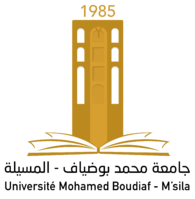 1985
جامعة محمد بوضياف - المسيلة
Université Mohamed Boudiaf - M'sila